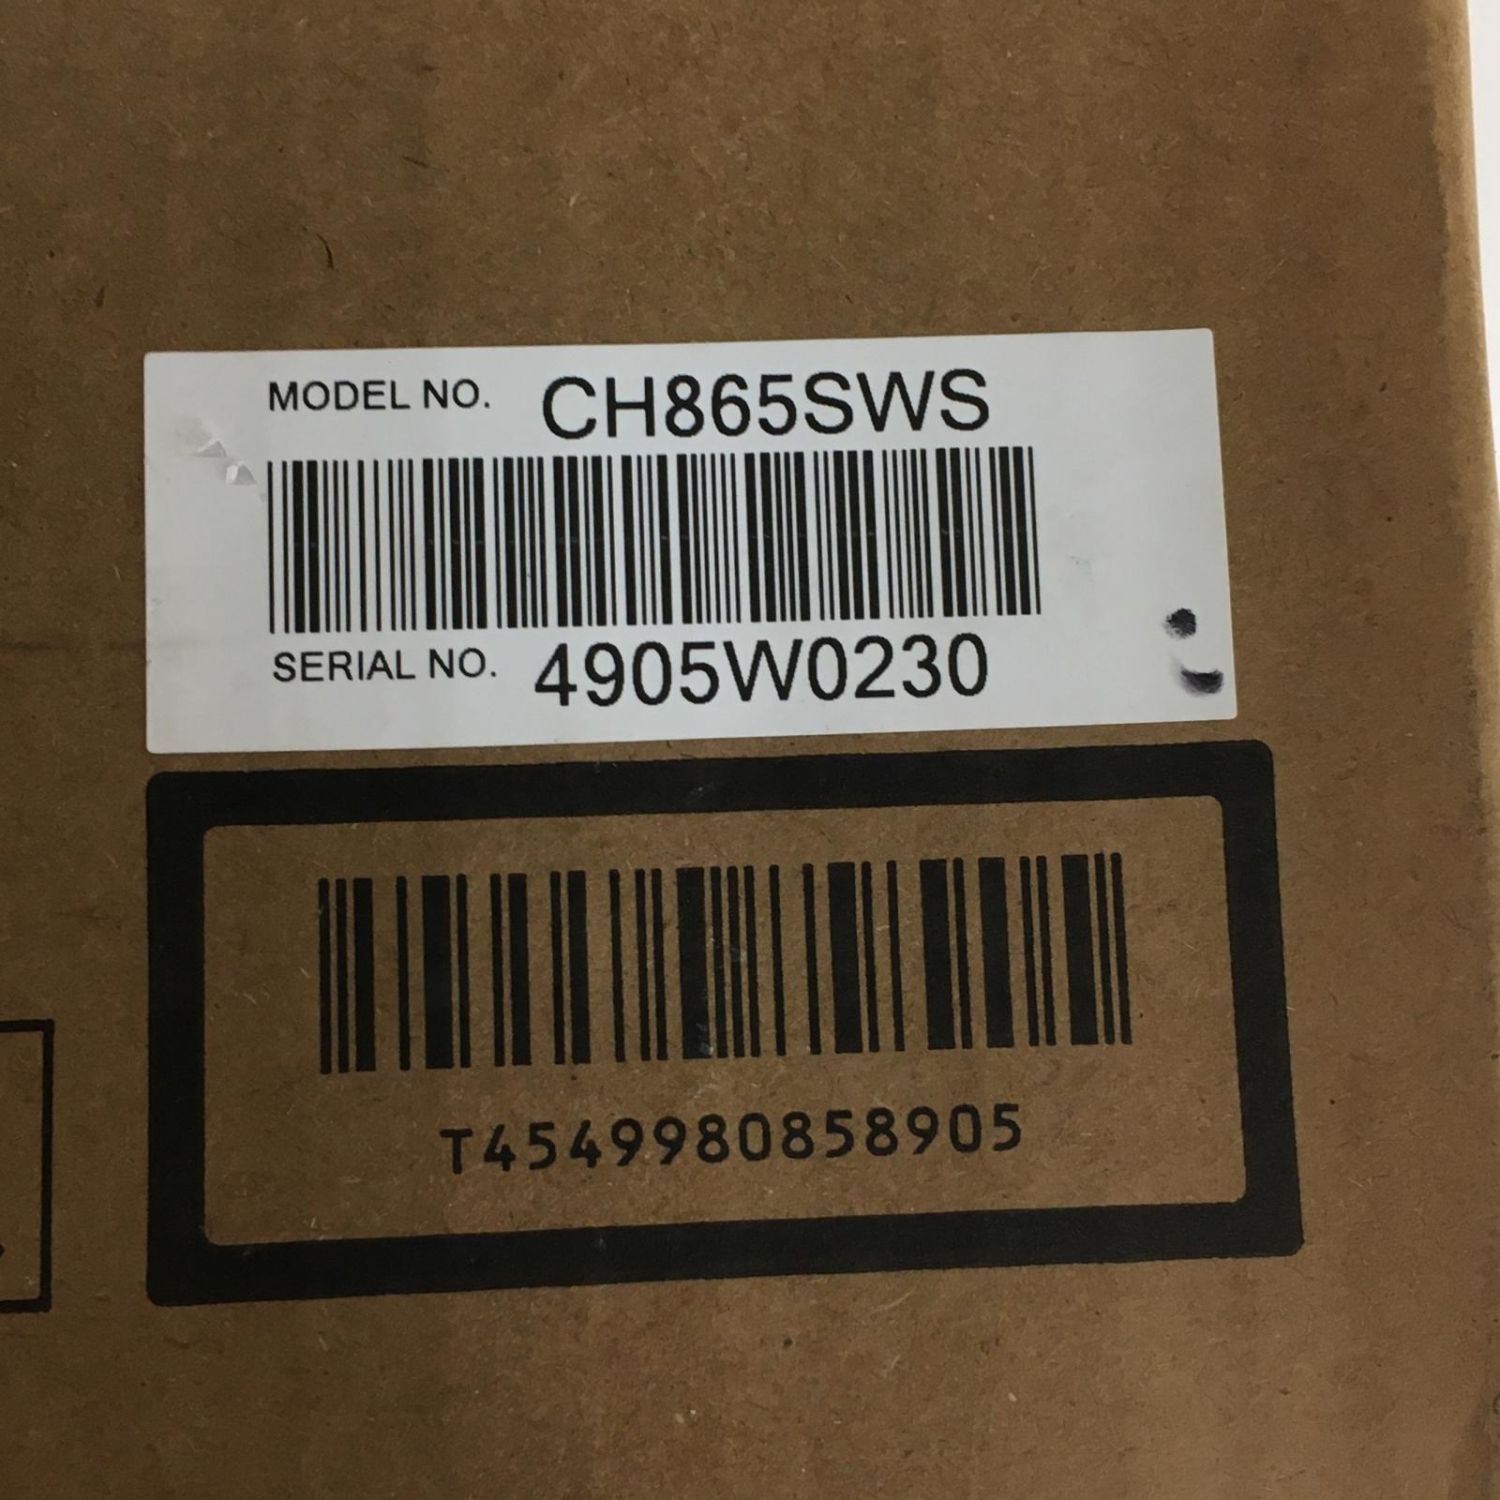 MODEL NO. CH865SWS
SERIAL NO. 4905W0230
T4549980858905